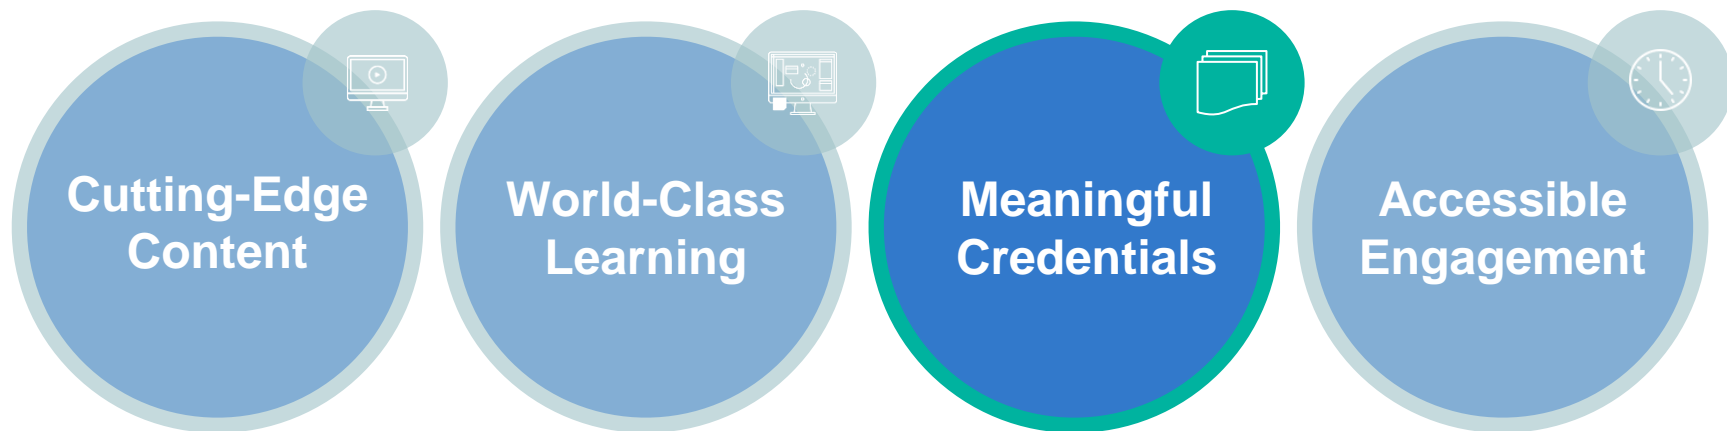 Cutting-Edge
Content
World-Class
Learning
Meaningful
Credentials
Accessible
Engagement